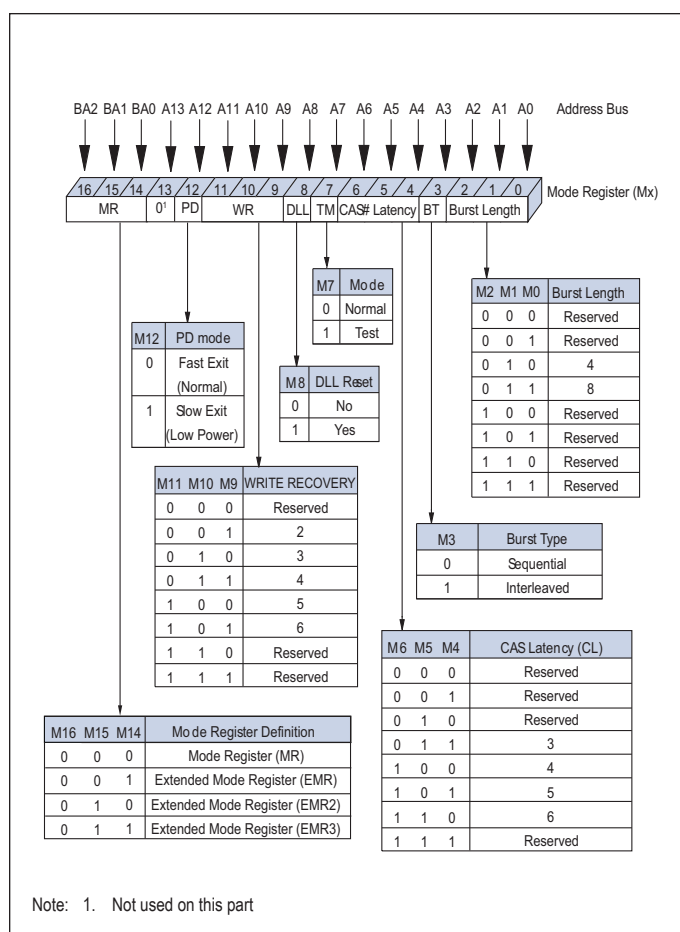 BA2 BA1 BA0 A13 A12 A11 A10 A9 A8 A7 A6 A5 A4 A3 A2 A1 A0 Address Bus
16 15 14 13 12 11 10 9 8 7 6 5 4 3 2 1 0 Mode Register (Mx)
MR 0¹ PD WR DLL TM CAS# Latency BT Burst Length
M7 Mode
0 Normal
1 Test
M2 M1 M0 Burst Length
0 0 0 Reserved
0 0 1 Reserved
0 1 0 4
0 1 1 8
1 0 0 Reserved
1 0 1 Reserved
1 1 0 Reserved
1 1 1 Reserved
M12 PD mode
0 Fast Exit
(Normal)
1 Slow Exit
(Low Power)
M8 DLL Reset
0 No
1 Yes
M11 M10 M9 WRITE RECOVERY
0 0 0 Reserved
0 0 1 2
0 1 0 3
0 1 1 4
1 0 0 5
1 0 1 6
1 1 0 Reserved
1 1 1 Reserved
M3 Burst Type
0 Sequential
1 Interleaved
M6 M5 M4 CAS Latency (CL)
0 0 0 Reserved
0 0 1 Reserved
0 1 0 Reserved
0 1 1 3
1 0 0 4
1 0 1 5
1 1 0 6
1 1 1 Reserved
M16 M15 M14 Mode Register Definition
0 0 0 Mode Register (MR)
0 0 1 Extended Mode Register (EMR)
0 1 0 Extended Mode Register (EMR2)
0 1 1 Extended Mode Register (EMR3)
Note: 1. Not used on this part